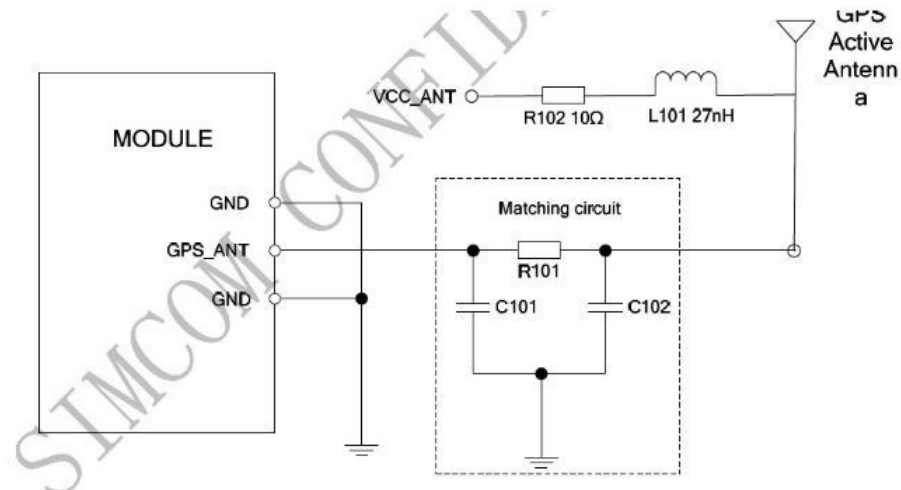 GPS
Active
Antenn
a
VCC_ANT
R102 10Ω
L101 27nH
MODULE
GND
GPS_ANT
GND
Matching circuit
R101
C101
C102
SIMCOM CONFID